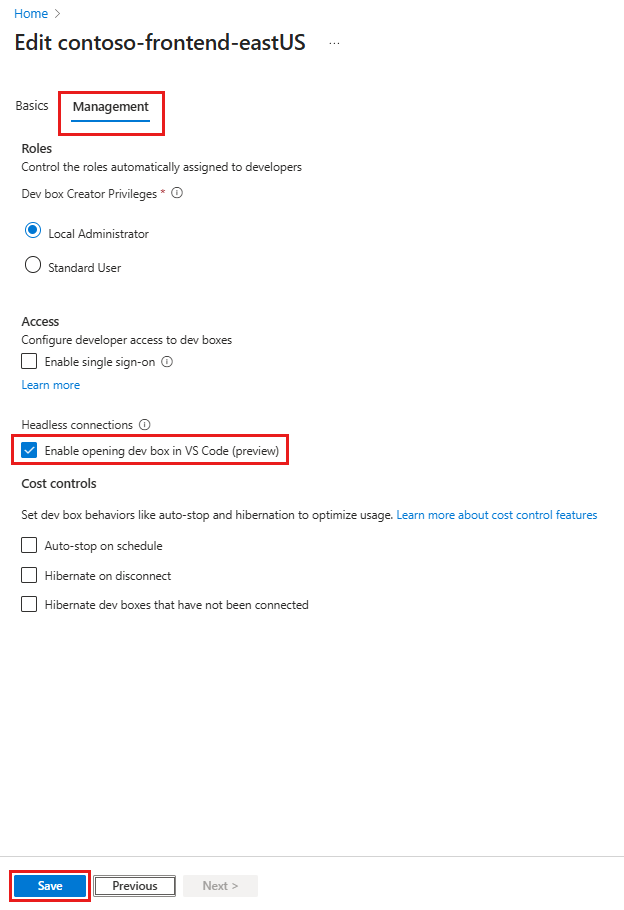 Home >
Edit contoso-frontend-eastUS ...
Basics Management
Roles
Control the roles automatically assigned to developers
Dev box Creator Privileges *
Local Administrator
Standard User
Access
Configure developer access to dev boxes
Enable single sign-on
Learn more
Headless connections
Enable opening dev box in VS Code (preview)
Cost controls
Set dev box behaviors like auto-stop and hibernation to optimize usage. Learn more about cost control features
Auto-stop on schedule
Hibernate on disconnect
Hibernate dev boxes that have not been connected
Save Previous Next >